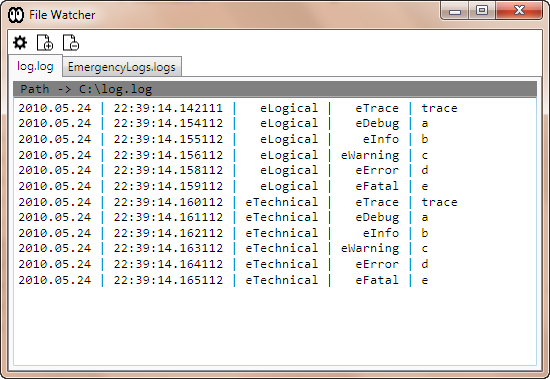 File Watcher
log.log EmergencyLogs.logs
Path -> C:\log.log
2010.05.24 | 22:39:14.142111 | eLogical | eTrace | trace
2010.05.24 | 22:39:14.154112 | eLogical | eDebug | a
2010.05.24 | 22:39:14.155112 | eLogical | eInfo | b
2010.05.24 | 22:39:14.156112 | eLogical | eWarning | c
2010.05.24 | 22:39:14.158112 | eLogical | eError | d
2010.05.24 | 22:39:14.159112 | eLogical | eFatal | e
2010.05.24 | 22:39:14.160112 | eTechnical | eTrace | trace
2010.05.24 | 22:39:14.161112 | eTechnical | eDebug | a
2010.05.24 | 22:39:14.162112 | eTechnical | eInfo | b
2010.05.24 | 22:39:14.163112 | eTechnical | eWarning | c
2010.05.24 | 22:39:14.164112 | eTechnical | eError | d
2010.05.24 | 22:39:14.165112 | eTechnical | eFatal | e